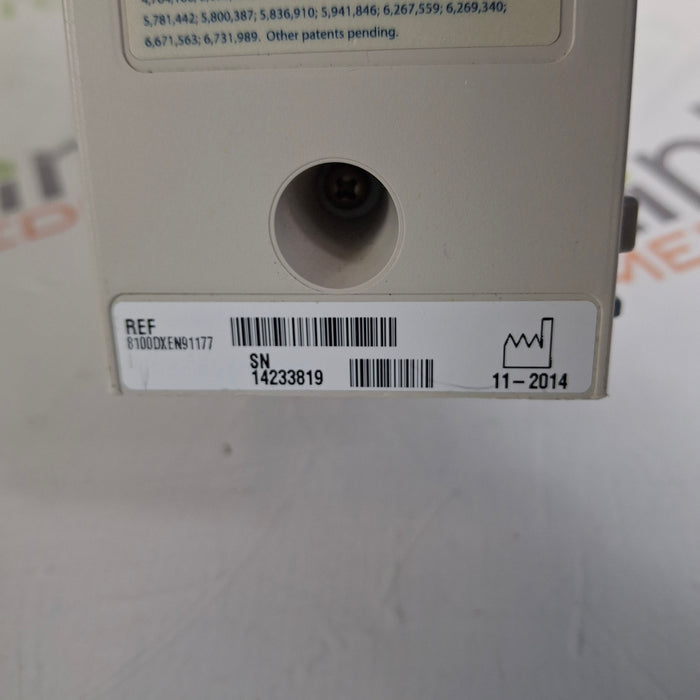 5,781,442; 5,800,387; 5,836,910; 5,941,846; 6,267,559; 6,269,340;
6,671,563; 6,731,989. Other patents pending.
REF
8100DXEN91177
SN
14233819
11-2014